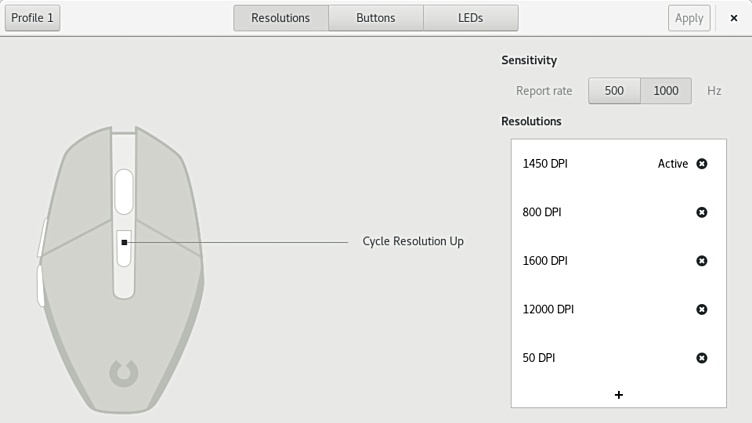 Profile 1
Resolutions
Buttons
LEDs
Apply
Sensitivity
Report rate 500 1000 Hz
Resolutions
1450 DPI Active
800 DPI
Cycle Resolution Up
1600 DPI
12000 DPI
50 DPI